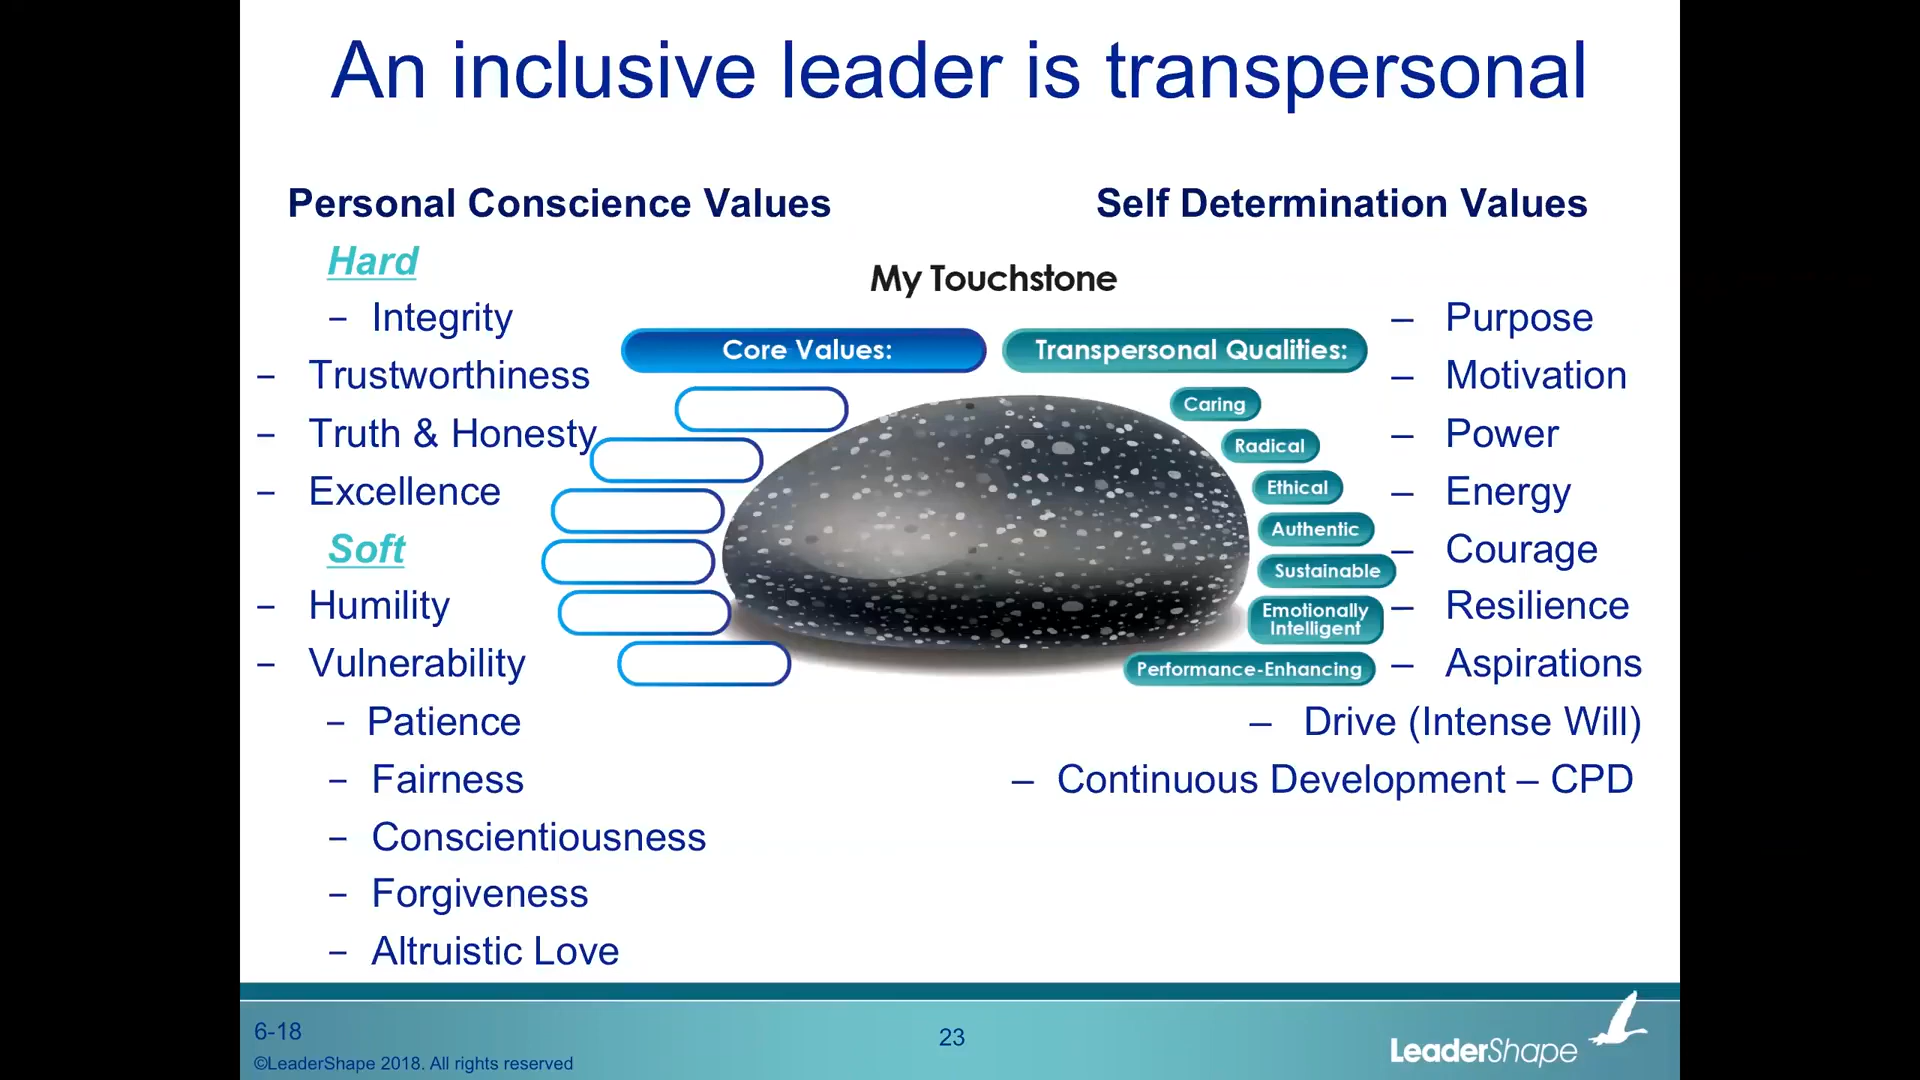 An inclusive leader is transpersonal
Personal Conscience Values
Hard
– Integrity
– Trustworthiness
– Truth & Honesty
– Excellence
Soft
– Humility
– Vulnerability
– Patience
– Fairness
– Conscientiousness
– Forgiveness
– Altruistic Love
My Touchstone
Core Values:
Transpersonal Qualities:
Caring
Radical
Ethical
Authentic
Sustainable
Emotionally
Intelligent
Performance-Enhancing
Self Determination Values
– Purpose
– Motivation
– Power
– Energy
– Courage
– Resilience
– Aspirations
– Drive (Intense Will)
– Continuous Development – CPD
6-18
©LeaderShape 2018. All rights reserved
23
LeaderShape